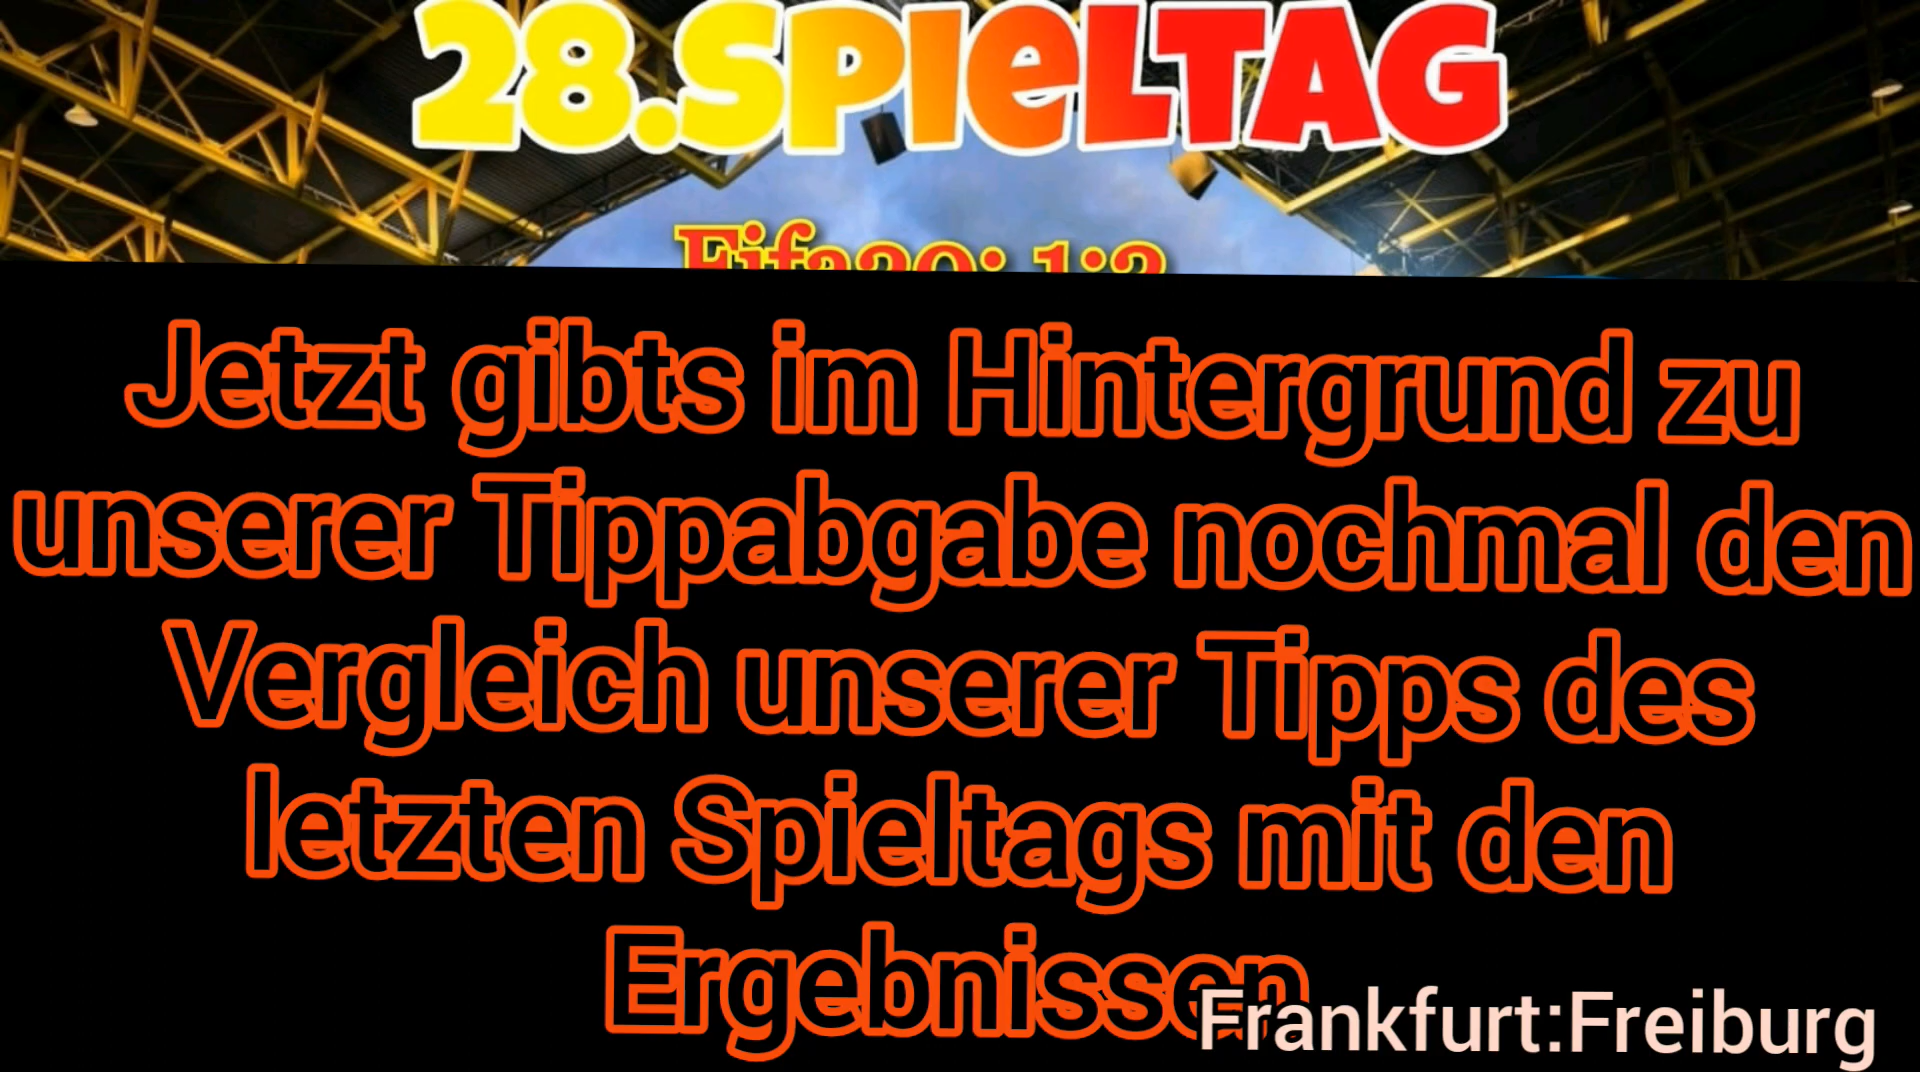 28.SPIELTAG
Jetzt gibts im Hintergrund zu
unserer Tippabgabe nochmal den
Vergleich unserer Tipps des
letzten Spieltags mit den
Ergebnissen
Frankfurt:Freiburg